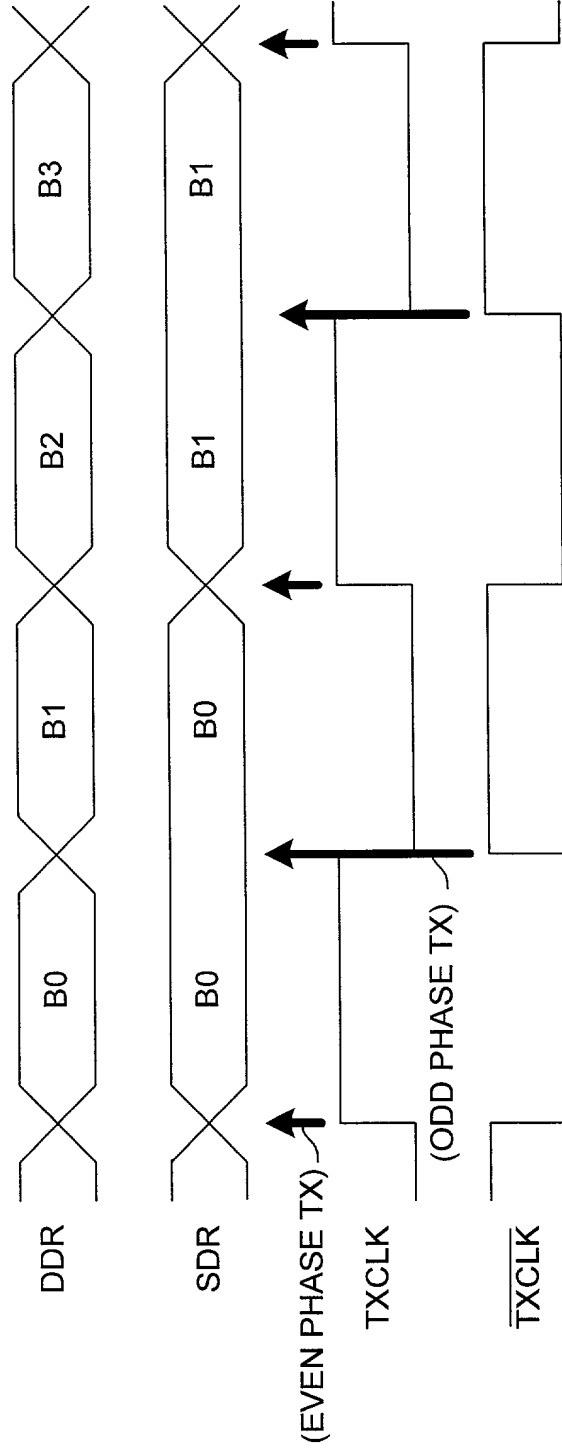 DDR B0 B1 B2 B3
SDR B0 B0 B1 B1
(EVEN PHASE TX)
(ODD PHASE TX)
TXCLK
TXCLK